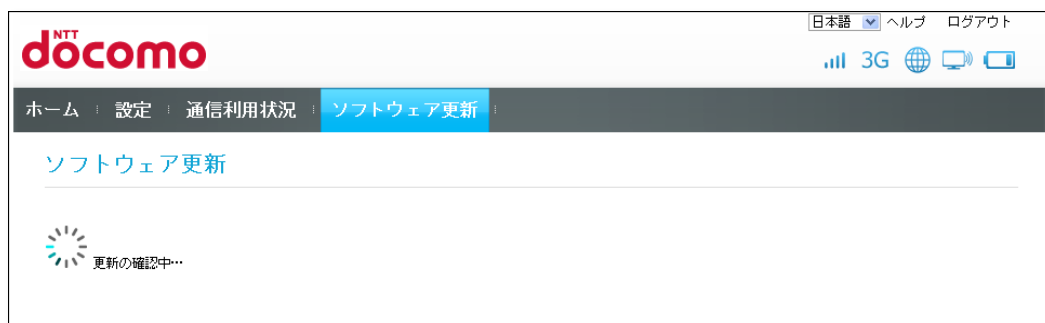 日本語 ヘルプ ログアウト
NTT
döcomo
3G
ホーム 設定 通信利用状況 ソフトウェア更新
ソフトウェア更新
更新の確認中…